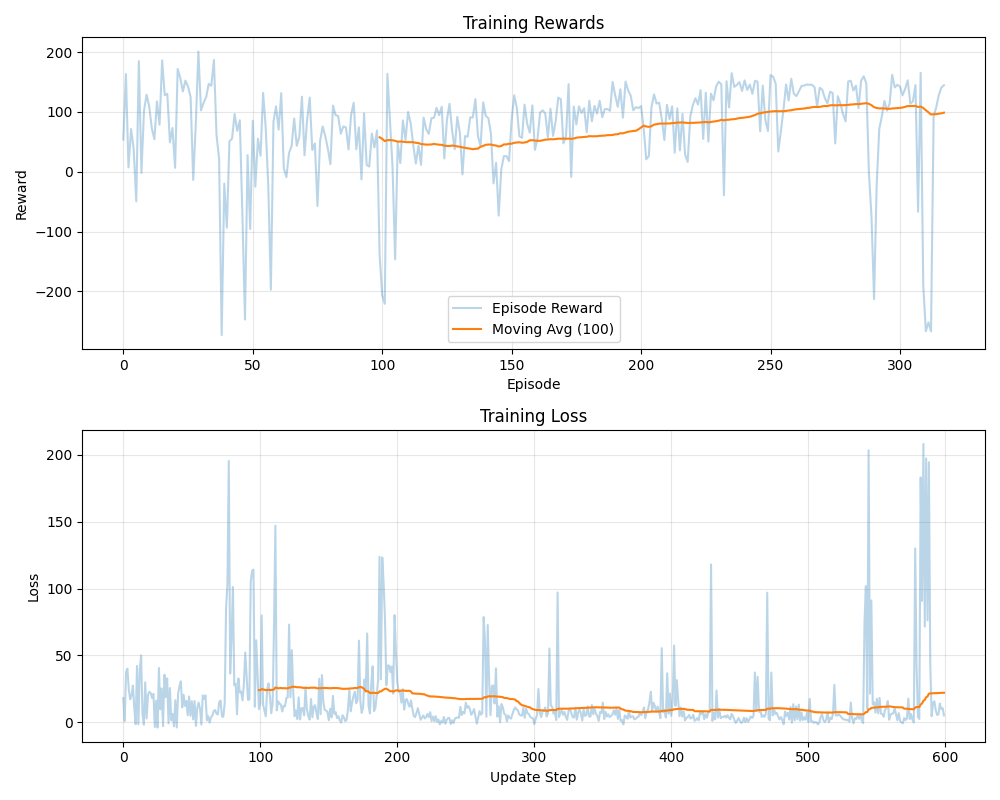 Training Rewards
200
100
0
−100
−200
Reward
Episode Reward
Moving Avg (100)
0 50 100 150 200 250 300
Episode
Training Loss
200
150
100
50
0
Loss
0 100 200 300 400 500 600
Update Step